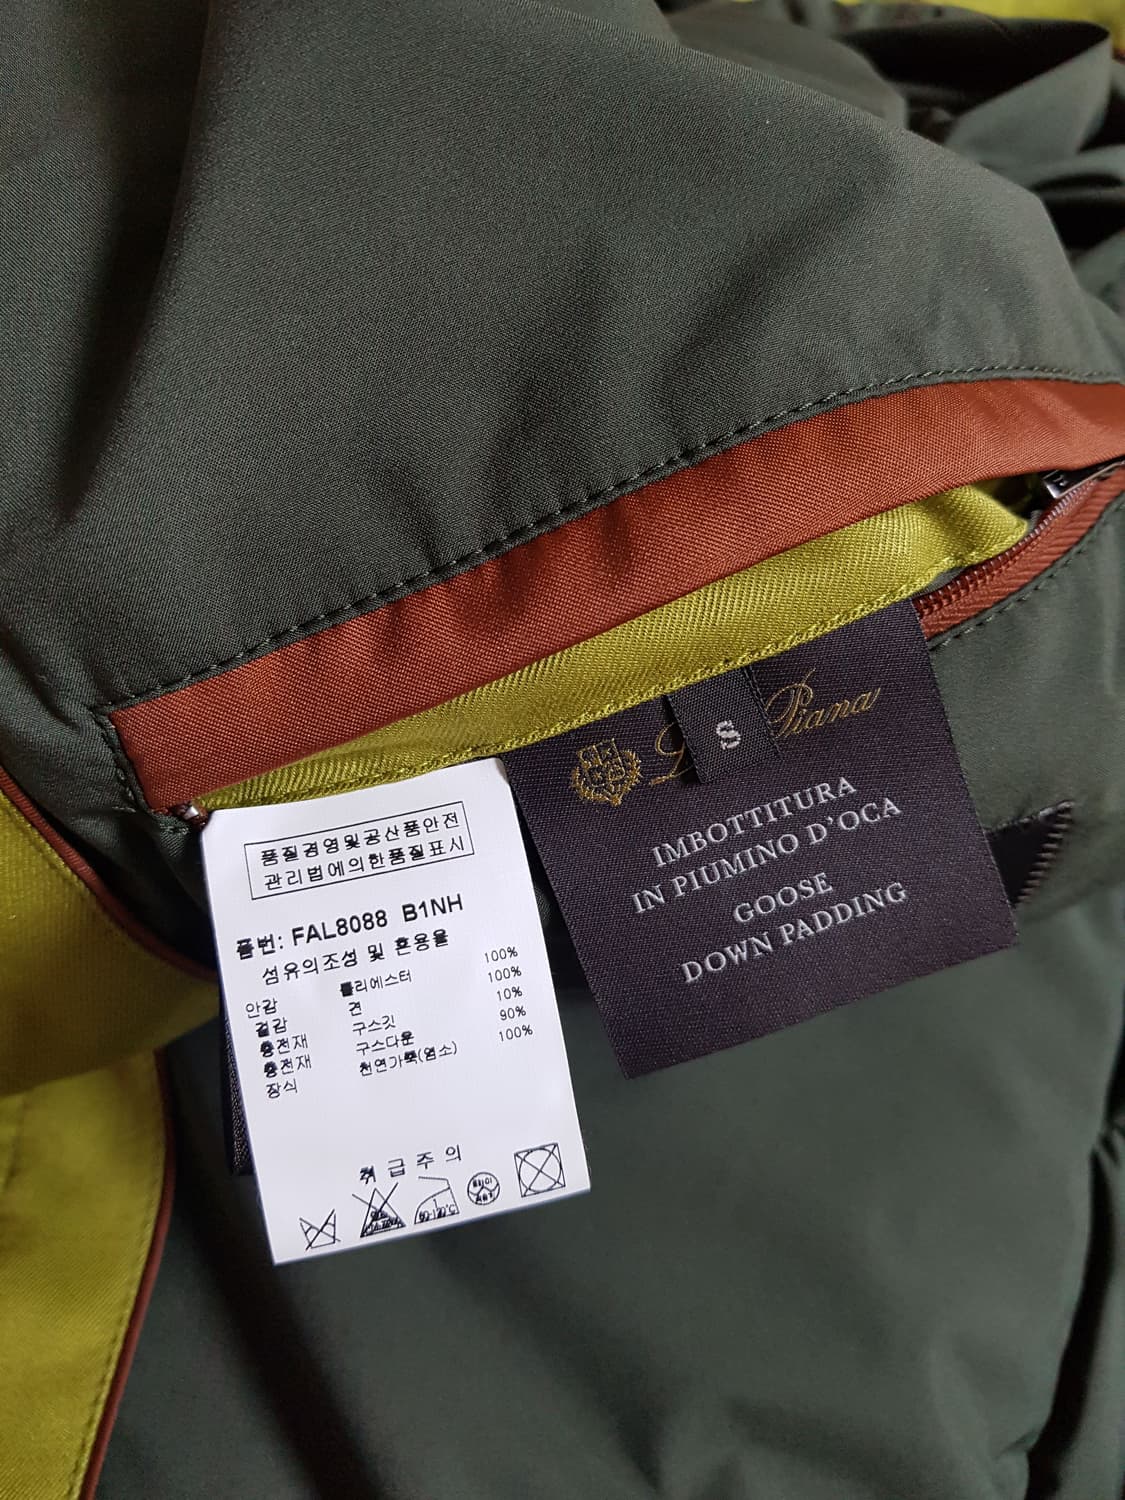 품질경영및공산품안전
관리법에의한품질표시
품번: FAL8088 B1NH
섬유의조성 및 혼용율
안감 폴리에스터 100%
겉감 견 100%
충전재 구스깃 10%
충전재 구스다운 90%
장식 천연가죽(염소) 100%
취급주의
S
Piana
IMBOTTITURA
IN PIUMINO D'OCA
GOOSE
DOWN PADDING